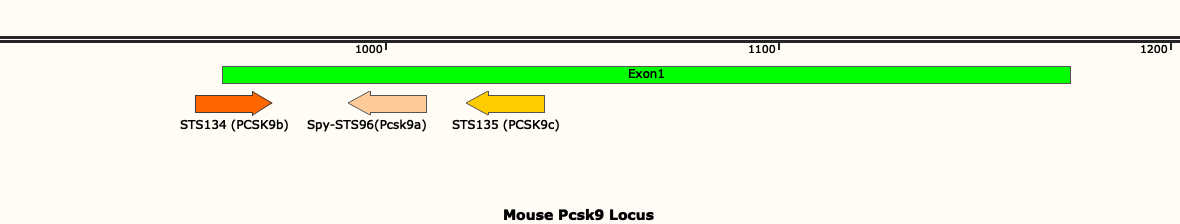 1000 1100 1200
Exon1
STS134 (PCSK9b) Spy-STS96(Pcsk9a) STS135 (PCSK9c)
Mouse Pcsk9 Locus